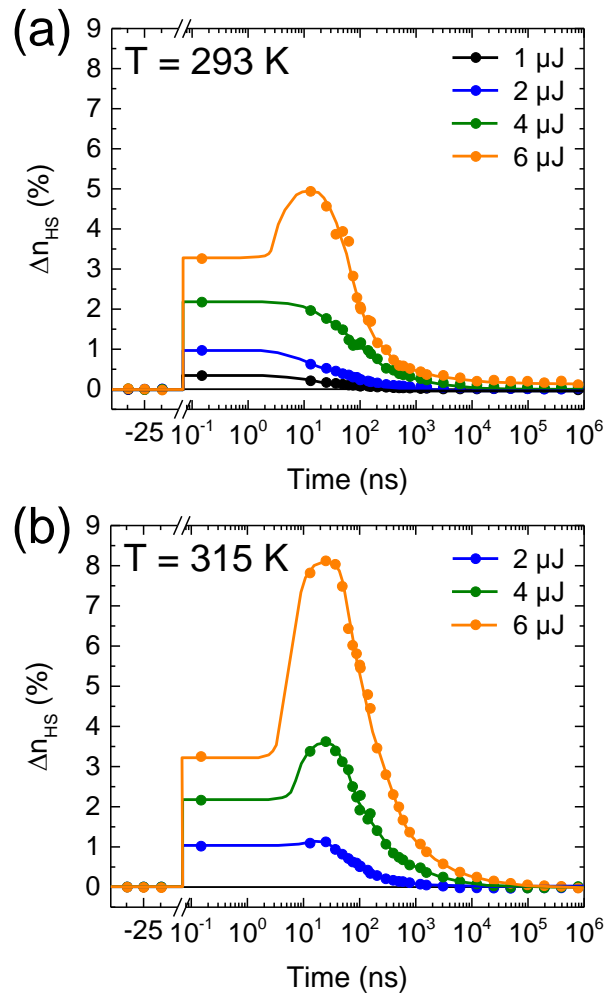 (a)
T = 293 K
1 µJ
2 µJ
4 µJ
6 µJ
9
8
7
6
5
4
3
2
1
0
Δn_HS (%)
-25 10⁻¹ 10⁰ 10¹ 10² 10³ 10⁴ 10⁵ 10⁶
Time (ns)
(b)
T = 315 K
2 µJ
4 µJ
6 µJ
9
8
7
6
5
4
3
2
1
0
Δn_HS (%)
-25 10⁻¹ 10⁰ 10¹ 10² 10³ 10⁴ 10⁵ 10⁶
Time (ns)